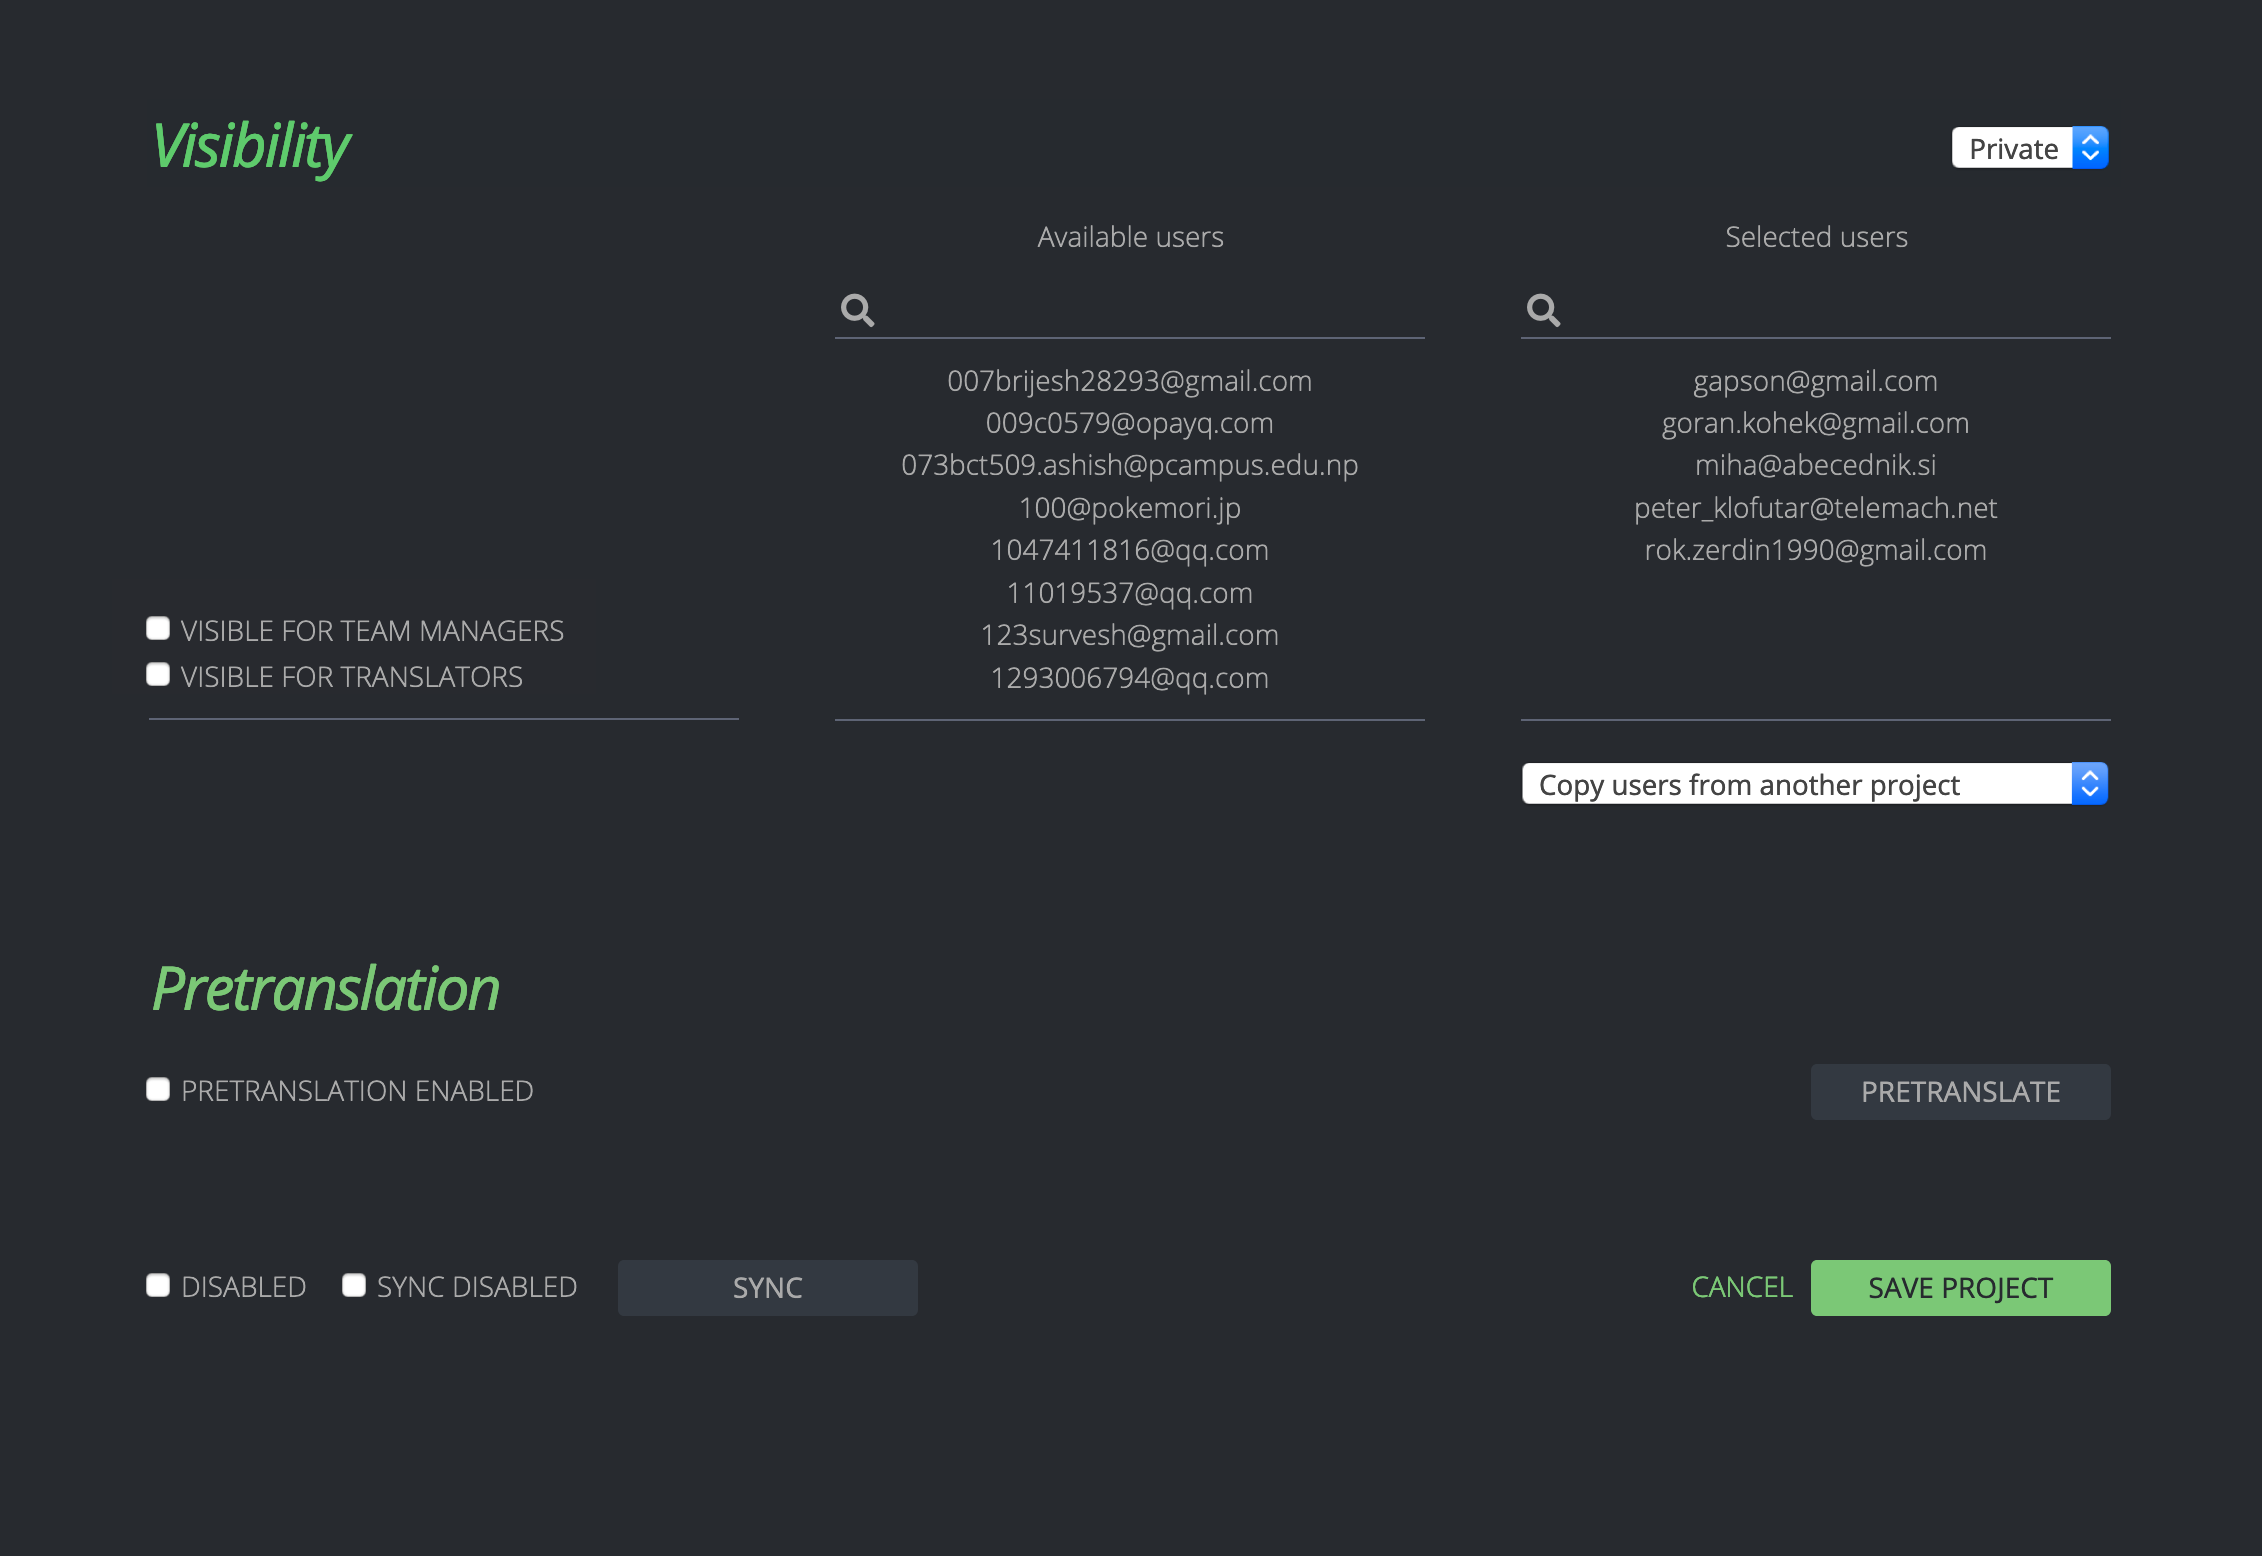 Visibility
Private
Available users
Selected users
007brijesh28293@gmail.com
009c0579@opayq.com
073bct509.ashish@pcampus.edu.np
100@pokemori.jp
1047411816@qq.com
11019537@qq.com
123survesh@gmail.com
1293006794@qq.com
gapson@gmail.com
goran.kohek@gmail.com
miha@abecednik.si
peter_klofutar@telemach.net
rok.zerdin1990@gmail.com
VISIBLE FOR TEAM MANAGERS
VISIBLE FOR TRANSLATORS
Copy users from another project
Pretranslation
PRETRANSLATION ENABLED
PRETRANSLATE
DISABLED
SYNC DISABLED
SYNC
CANCEL
SAVE PROJECT